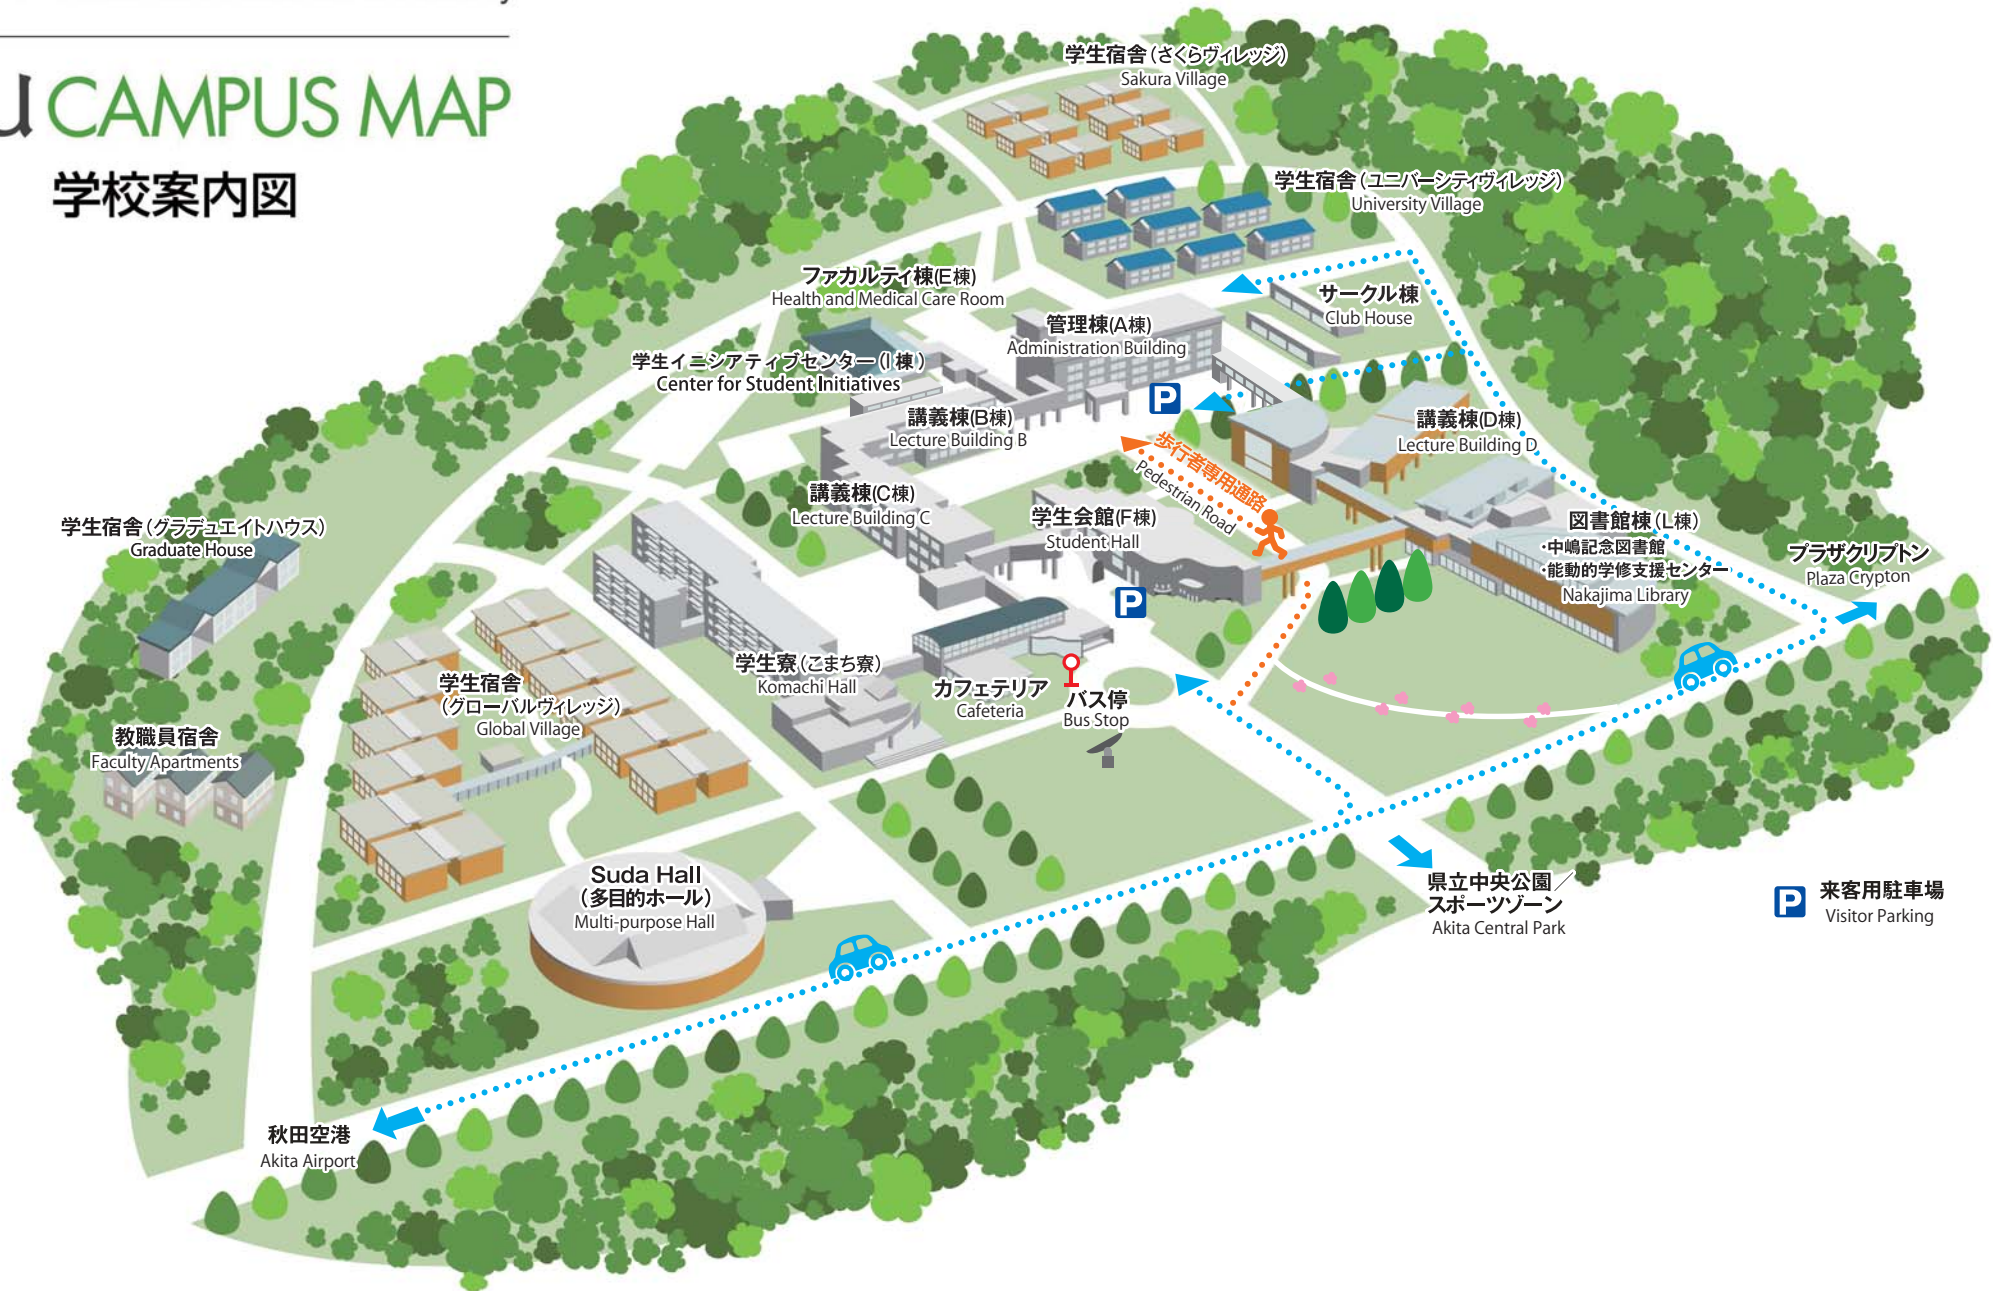 CAMPUS MAP
学校案内図
学生宿舎(さくらヴィレッジ)
Sakura Village
学生宿舎(ユニバーシティヴィレッジ)
University Village
ファカルティ棟(E棟)
Health and Medical Care Room
サークル棟
Club House
管理棟(A棟)
Administration Building
学生イニシアティブセンター(I棟)
Center for Student Initiatives
P
講義棟(B棟)
Lecture Building B
講義棟(D棟)
Lecture Building D
歩行者専用通路
Pedestrian Road
講義棟(C棟)
Lecture Building C
学生会館(F棟)
Student Hall
図書館棟(L棟)
・中嶋記念図書館
・能動的学修支援センター
Nakajima Library
プラザクリプトン
Plaza Crypton
学生宿舎(グラデュエイトハウス)
Graduate House
P
学生寮(こまち寮)
Komachi Hall
カフェテリア
Cafeteria
バス停
Bus Stop
学生宿舎
(グローバルヴィレッジ)
Global Village
教職員宿舎
Faculty Apartments
Suda Hall
(多目的ホール)
Multi-purpose Hall
県立中央公園/
スポーツゾーン
Akita Central Park
P
来客用駐車場
Visitor Parking
秋田空港
Akita Airport